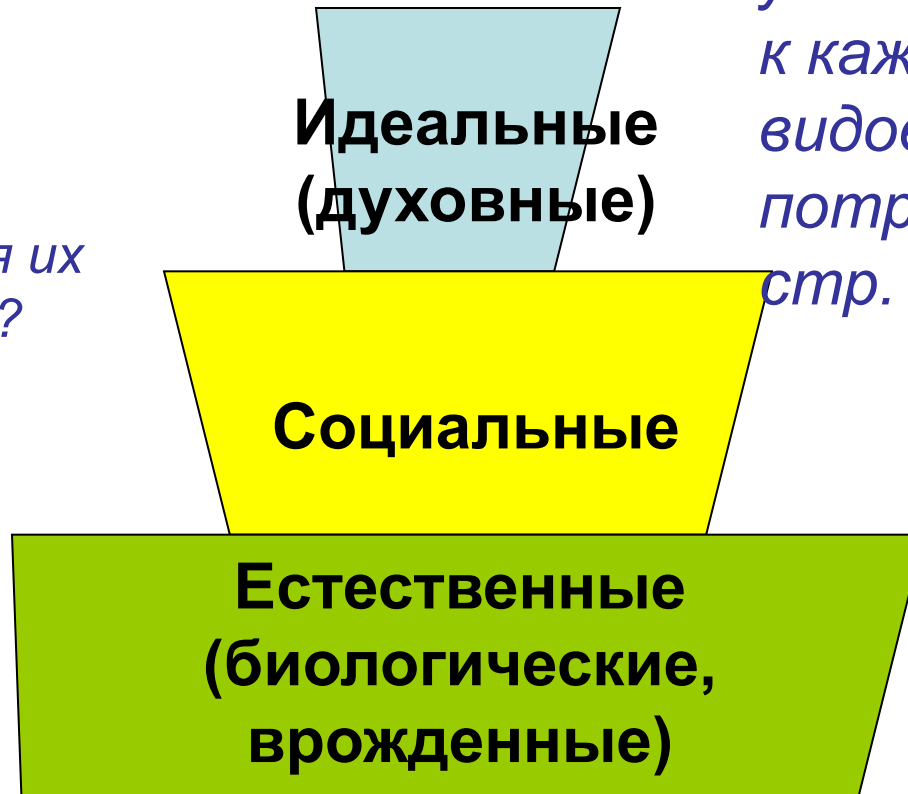 Идеальные
(духовные)
я их
?
к каж
видов
потр
стр.
Социальные
Естественные
(биологические,
врожденные)